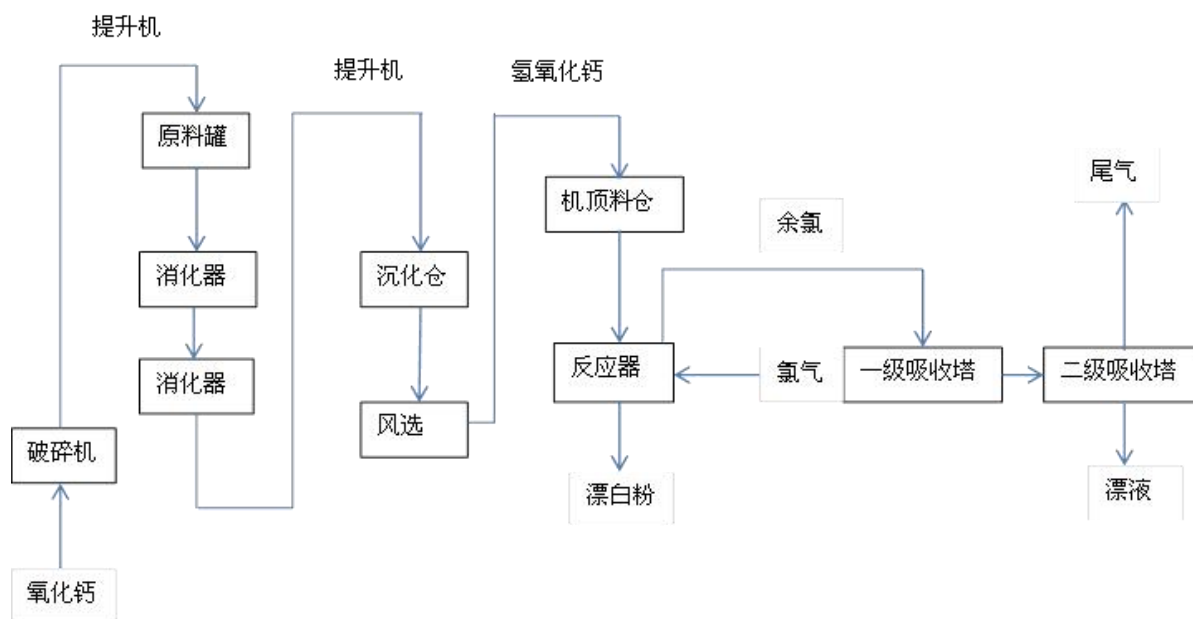 提升机
提升机
氢氧化钙
原料罐
尾气
机顶料仓
余氯
消化器
沉化仓
反应器
氯气
一级吸收塔
二级吸收塔
消化器
风选
破碎机
漂白粉
漂液
氧化钙